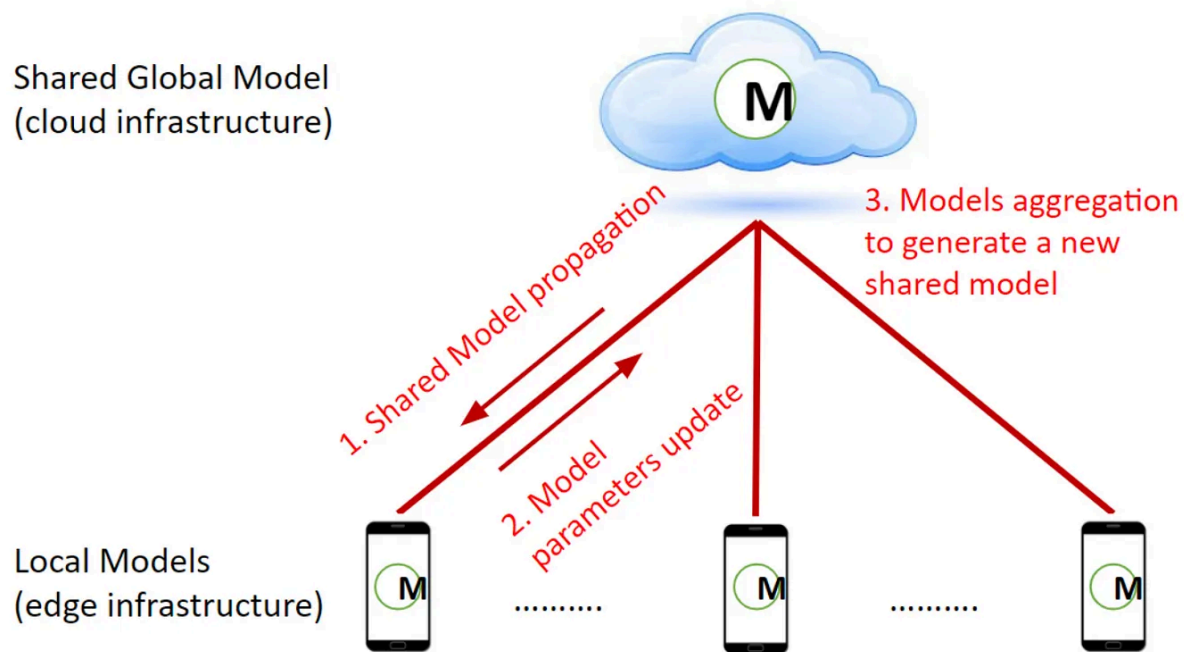 Shared Global Model
(cloud infrastructure)
M
1. Shared Model propagation
2. Model
parameters update
3. Models aggregation
to generate a new
shared model
Local Models
(edge infrastructure)
M
..........
M
..........
M